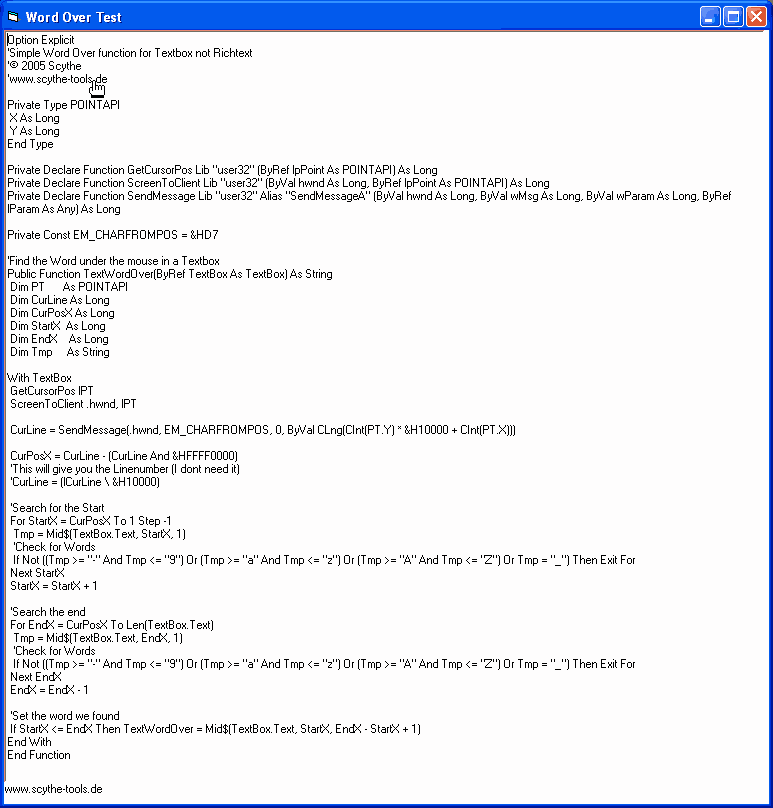 Word Over Test
Option Explicit
'Simple Word Over function for Textbox not Richtext
'© 2005 Scythe
'www.scythe-tools.de
Private Type POINTAPI
X As Long
Y As Long
End Type
Private Declare Function GetCursorPos Lib "user32" (ByRef lpPoint As POINTAPI) As Long
Private Declare Function ScreenToClient Lib "user32" (ByVal hwnd As Long, ByRef lpPoint As POINTAPI) As Long
Private Declare Function SendMessage Lib "user32" Alias "SendMessageA" (ByVal hwnd As Long, ByVal wMsg As Long, ByVal wParam As Long, ByRef
lParam As Any) As Long
Private Const EM_CHARFROMPOS = &HD7
'Find the Word under the mouse in a Textbox
Public Function TextWordOver(ByRef TextBox As TextBox) As String
Dim PT As POINTAPI
Dim CurLine As Long
Dim CurPosX As Long
Dim StartX As Long
Dim EndX As Long
Dim Tmp As String
With TextBox
GetCursorPos lPT
ScreenToClient .hwnd, lPT
CurLine = SendMessage(.hwnd, EM_CHARFROMPOS, 0, ByVal CLng(CInt(PT.Y) * &H10000 + CInt(PT.X)))
CurPosX = CurLine - (CurLine And &HFFFF0000)
'This will give you the Linenumber (I dont need it)
'CurLine = (lCurLine \ &H10000)
'Search for the Start
For StartX = CurPosX To 1 Step -1
Tmp = Mid$(TextBox.Text, StartX, 1)
'Check for Words
If Not ((Tmp >= "-" And Tmp <= "9") Or (Tmp >= "a" And Tmp <= "z") Or (Tmp >= "A" And Tmp <= "Z") Or Tmp = "_") Then Exit For
Next StartX
StartX = StartX + 1
'Search the end
For EndX = CurPosX To Len(TextBox.Text)
Tmp = Mid$(TextBox.Text, EndX, 1)
'Check for Words
If Not ((Tmp >= "-" And Tmp <= "9") Or (Tmp >= "a" And Tmp <= "z") Or (Tmp >= "A" And Tmp <= "Z") Or Tmp = "_") Then Exit For
Next EndX
EndX = EndX - 1
'Set the word we found
If StartX <= EndX Then TextWordOver = Mid$(TextBox.Text, StartX, EndX - StartX + 1)
End With
End Function
www.scythe-tools.de